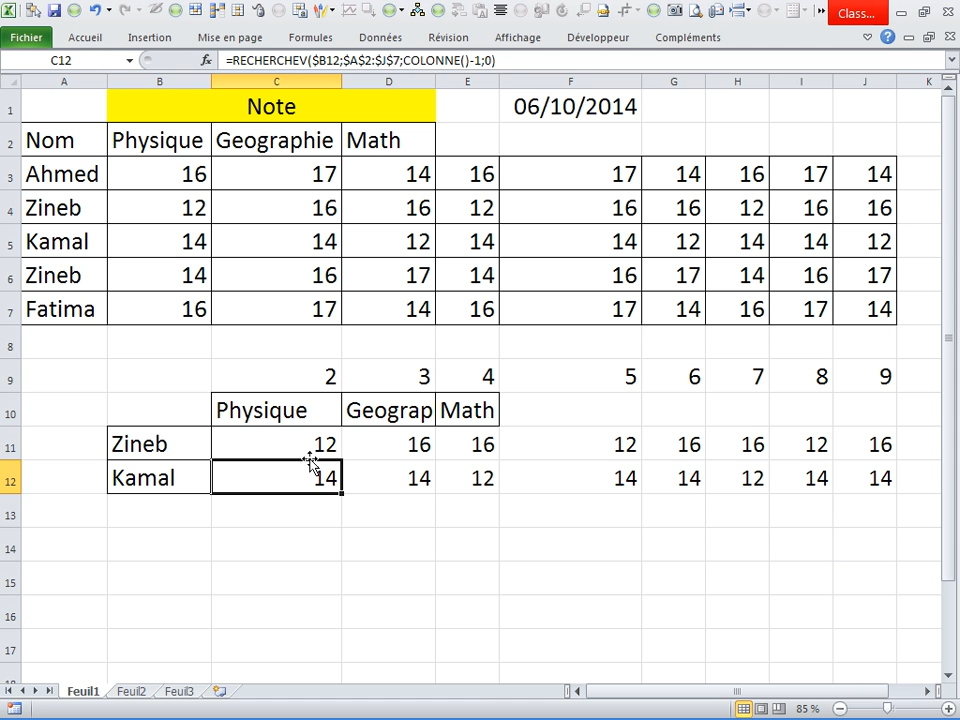 Class...
Fichier Accueil Insertion Mise en page Formules Données Révision Affichage Développeur Compléments
C12 fx =RECHERCHEV($B12;$A$2:$J$7;COLONNE()-1;0)
A B C D E F G H I J K
1 Note 06/10/2014
2 Nom Physique Geographie Math
3 Ahmed 16 17 14 16 17 14 16 17 14
4 Zineb 12 16 16 12 16 16 12 16 16
5 Kamal 14 14 12 14 14 12 14 14 12
6 Zineb 14 16 17 14 16 17 14 16 17
7 Fatima 16 17 14 16 17 14 16 17 14
8
9 2 3 4 5 6 7 8 9
10 Physique Geograp Math
11 Zineb 12 16 16 12 16 16 12 16
12 Kamal 14 14 12 14 14 12 14 14
13
14
15
16
17
Feuil1 Feuil2 Feuil3
85 %